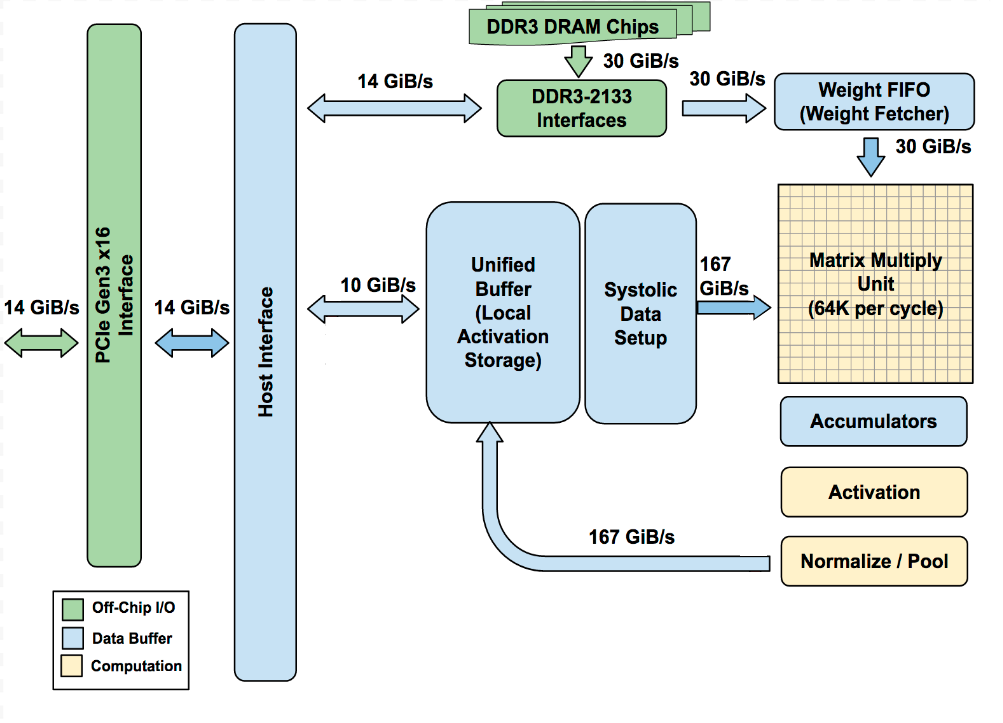 DDR3 DRAM Chips
30 GiB/s
14 GiB/s
DDR3-2133
Interfaces
30 GiB/s
Weight FIFO
(Weight Fetcher)
30 GiB/s
14 GiB/s
PCIe Gen3 x16
Interface
14 GiB/s
Host Interface
10 GiB/s
Unified
Buffer
(Local
Activation
Storage)
Systolic
Data
Setup
167
GiB/s
Matrix Multiply
Unit
(64K per cycle)
Accumulators
Activation
Normalize / Pool
167 GiB/s
Off-Chip I/O
Data Buffer
Computation